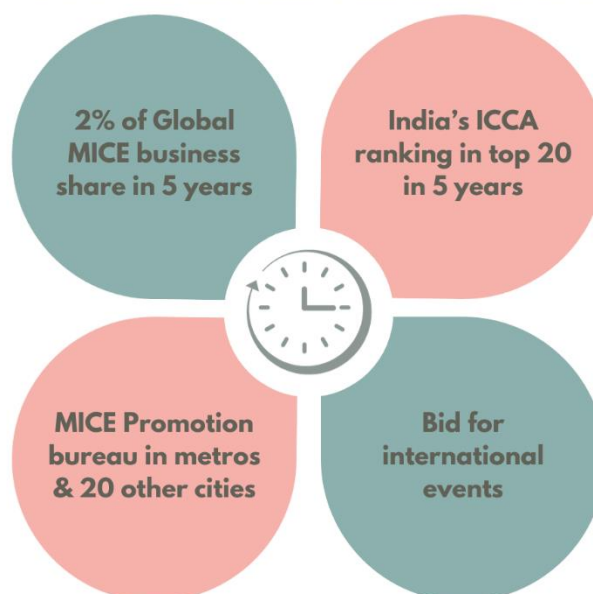 2% of Global
MICE business
share in 5 years
India's ICCA
ranking in top 20
in 5 years
MICE Promotion
bureau in metros
& 20 other cities
Bid for
international
events